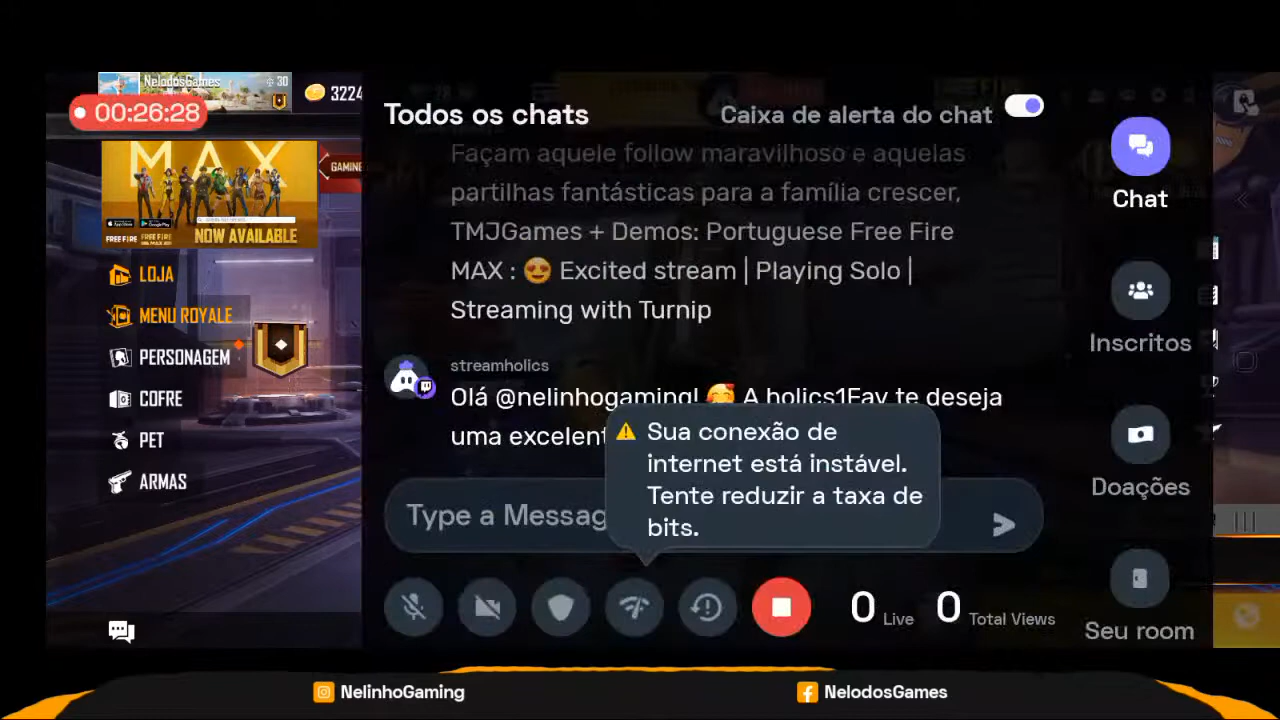 NelodosGames
30
3224
00:26:28
MAX
GAMING
FREE FIRE
NOW AVAILABLE
LOJA
MENU ROYALE
PERSONAGEM
COFRE
PET
ARMAS
Todos os chats
Caixa de alerta do chat
Façam aquele follow maravilhoso e aquelas
partilhas fantásticas para a família crescer,
TMJGames + Demos: Portuguese Free Fire
MAX : 😍 Excited stream | Playing Solo |
Streaming with Turnip
streamholics
Olá @nelinhogaming! 🥰 A holics1Fav te deseja
uma excelent
⚠ Sua conexão de
internet está instável.
Tente reduzir a taxa de
bits.
Type a Messag
0 Live 0 Total Views
Chat
Inscritos
Doações
Seu room
NelinhoGaming
NelodosGames